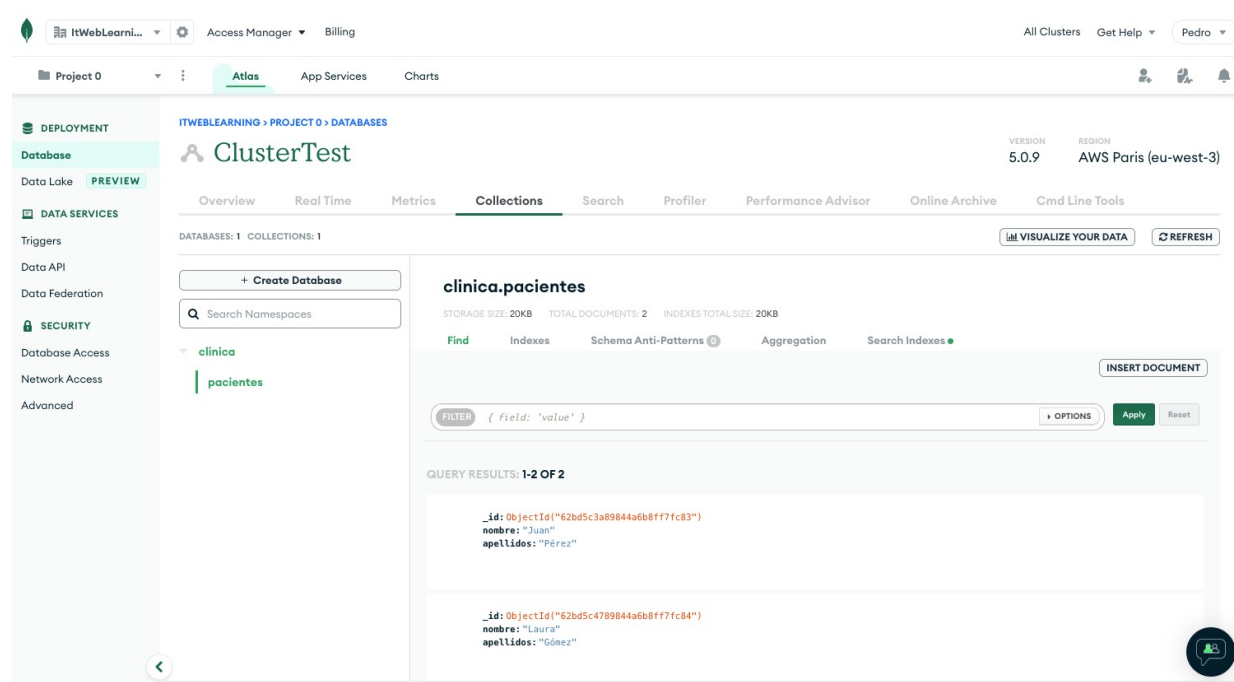 ItWebLearni... Access Manager Billing All Clusters Get Help Pedro
Project 0 Atlas App Services Charts
DEPLOYMENT
Database
Data Lake PREVIEW
DATA SERVICES
Triggers
Data API
Data Federation
SECURITY
Database Access
Network Access
Advanced
ITWEBLEARNING > PROJECT 0 > DATABASES
ClusterTest
VERSION
5.0.9
REGION
AWS Paris (eu-west-3)
Overview Real Time Metrics Collections Search Profiler Performance Advisor Online Archive Cmd Line Tools
DATABASES: 1 COLLECTIONS: 1 VISUALIZE YOUR DATA REFRESH
+ Create Database
Search Namespaces
clinica
pacientes
clinica.pacientes
STORAGE SIZE: 20KB TOTAL DOCUMENTS: 2 INDEXES TOTAL SIZE: 20KB
Find Indexes Schema Anti-Patterns 0 Aggregation Search Indexes
INSERT DOCUMENT
FILTER { field: 'value' } OPTIONS Apply Reset
QUERY RESULTS: 1-2 OF 2
_id: ObjectId("62bd5c3a89844a6b8ff7fc83")
nombre: "Juan"
apellidos: "Pérez"
_id: ObjectId("62bd5c4789844a6b8ff7fc84")
nombre: "Laura"
apellidos: "Gómez"